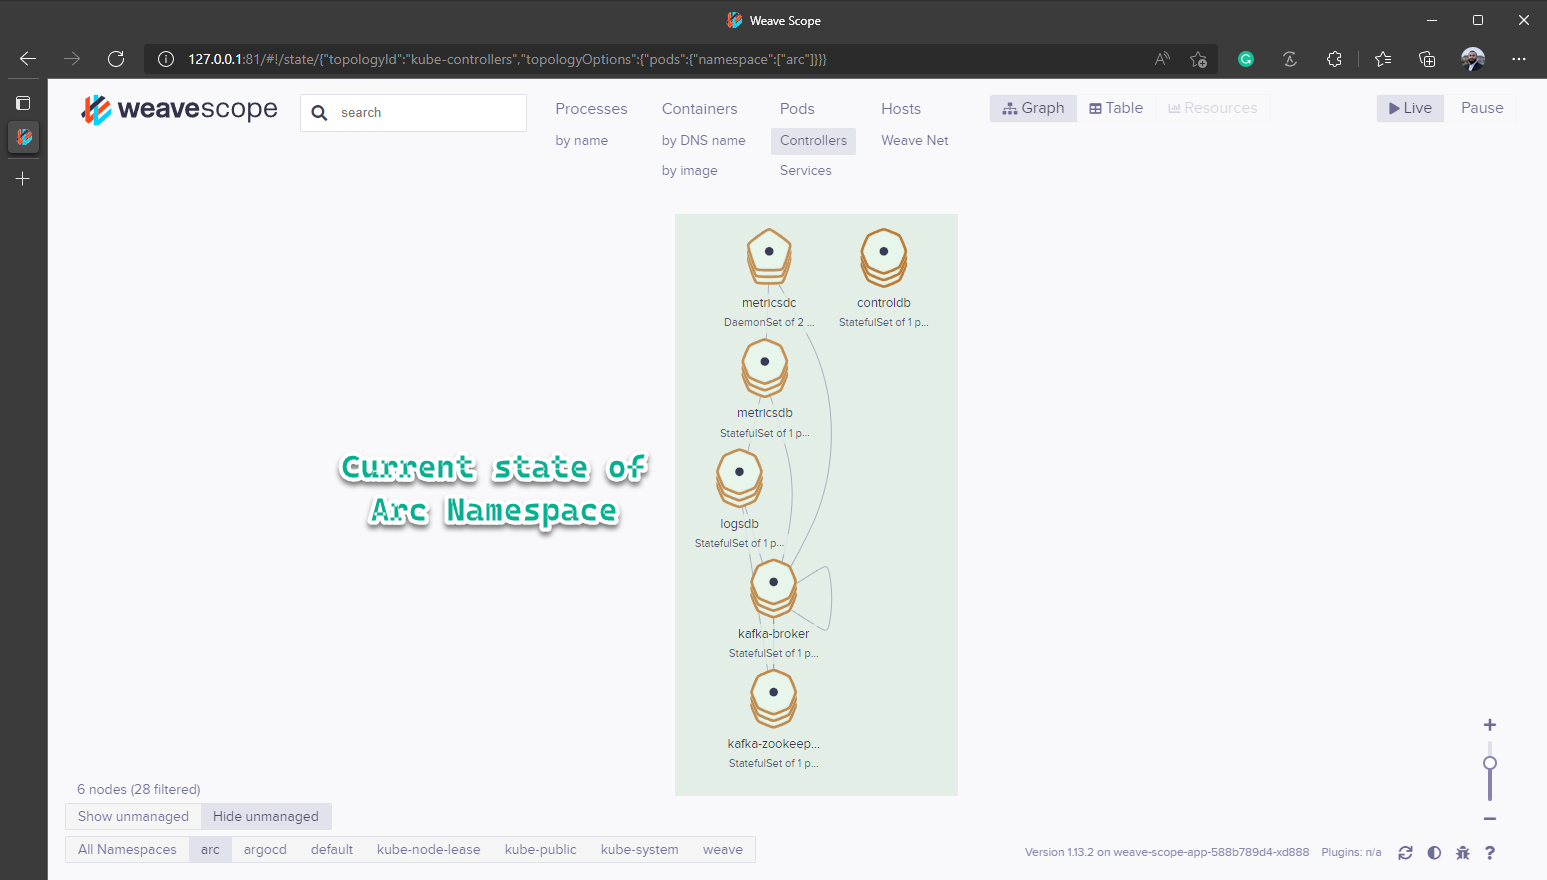 Weave Scope
127.0.0.1:81/#!/state/{"topologyId":"kube-controllers","topologyOptions":{"pods":{"namespace":["arc"]}}}
weavescope
search
Processes
by name
Containers
by DNS name
by image
Pods
Controllers
Services
Hosts
Weave Net
Graph
Table
Resources
Live
Pause
metricsdc
DaemonSet of 2 ...
controldb
StatefulSet of 1 p...
metricsdb
StatefulSet of 1 p...
logsdb
StatefulSet of 1 p...
kafka-broker
StatefulSet of 1 p...
kafka-zookeep...
StatefulSet of 1 p...
Current state of
Arc Namespace
6 nodes (28 filtered)
Show unmanaged Hide unmanaged
All Namespaces arc argocd default kube-node-lease kube-public kube-system weave
Version 1.13.2 on weave-scope-app-588b789d4-xd888 Plugins: n/a